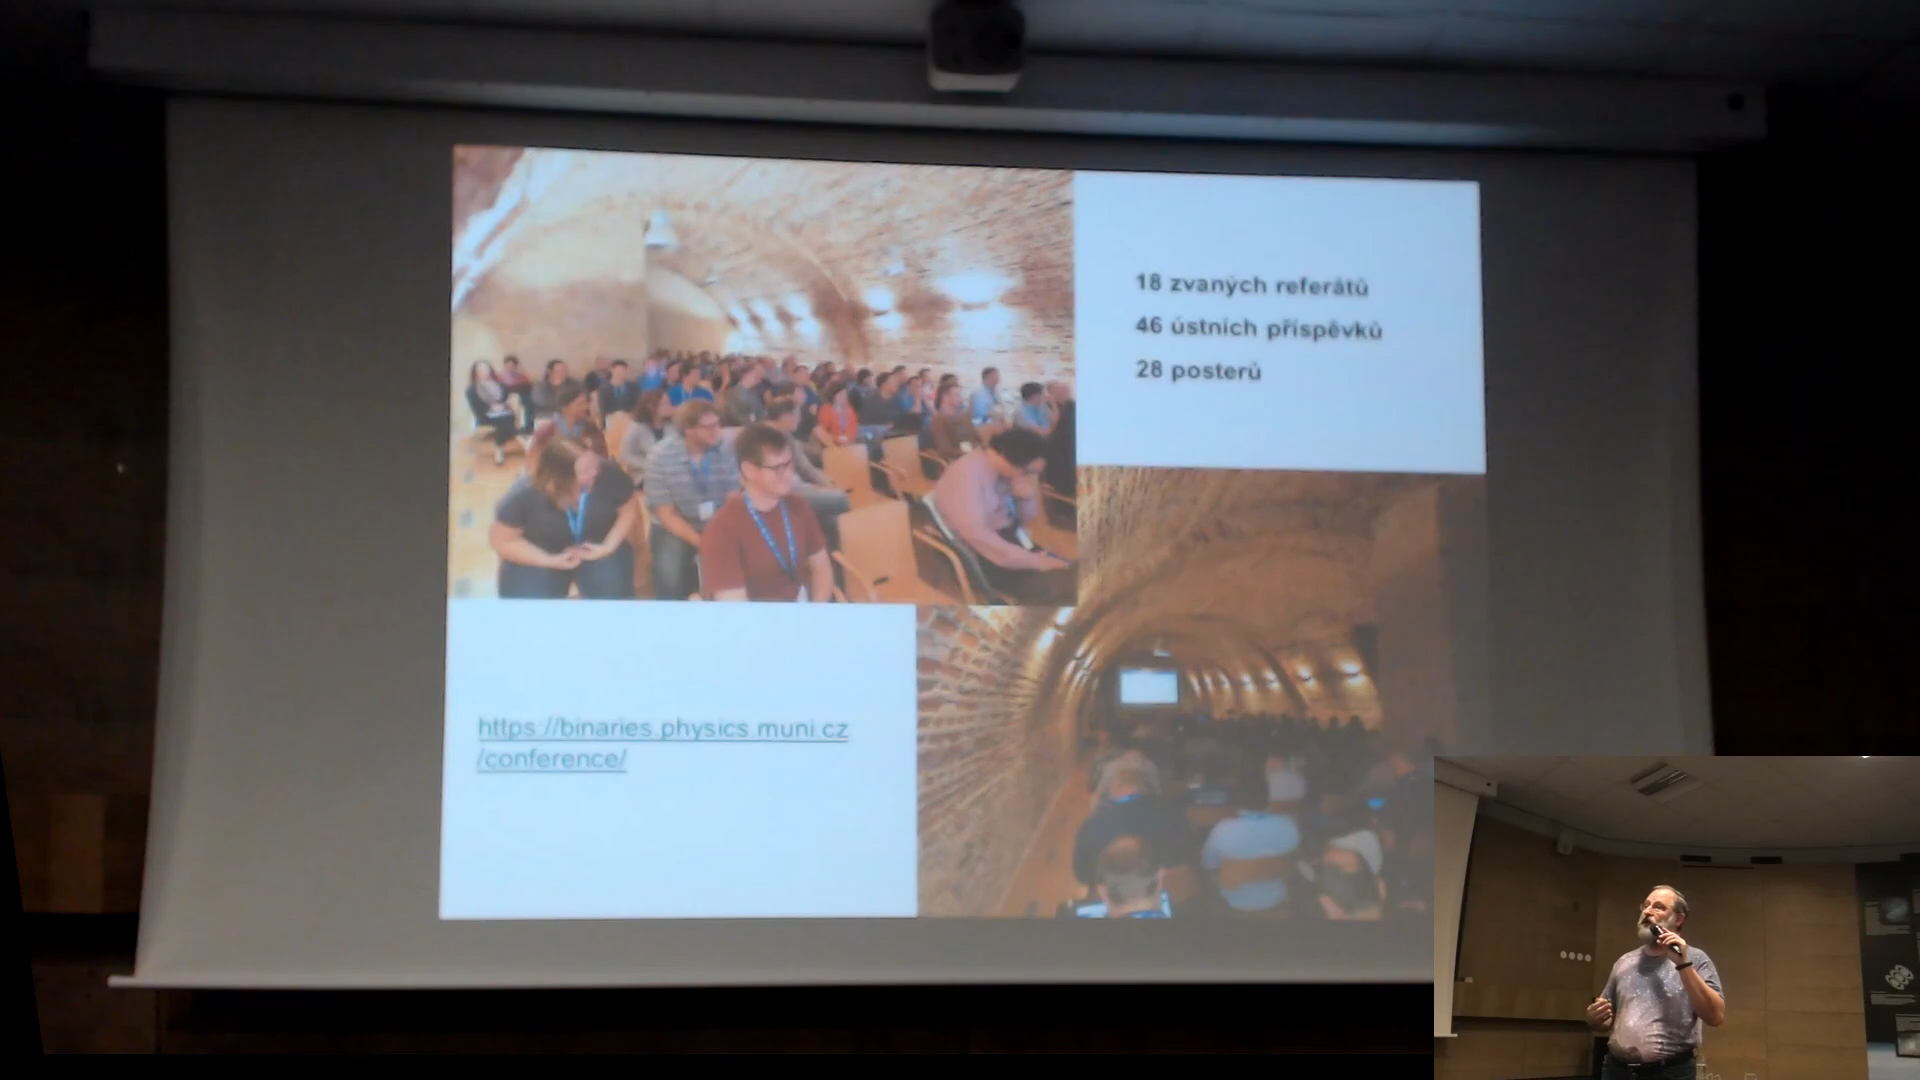 18 zvaných referátů
46 ústních příspěvků
28 posterů
https://binaries.physics.muni.cz
/conference/